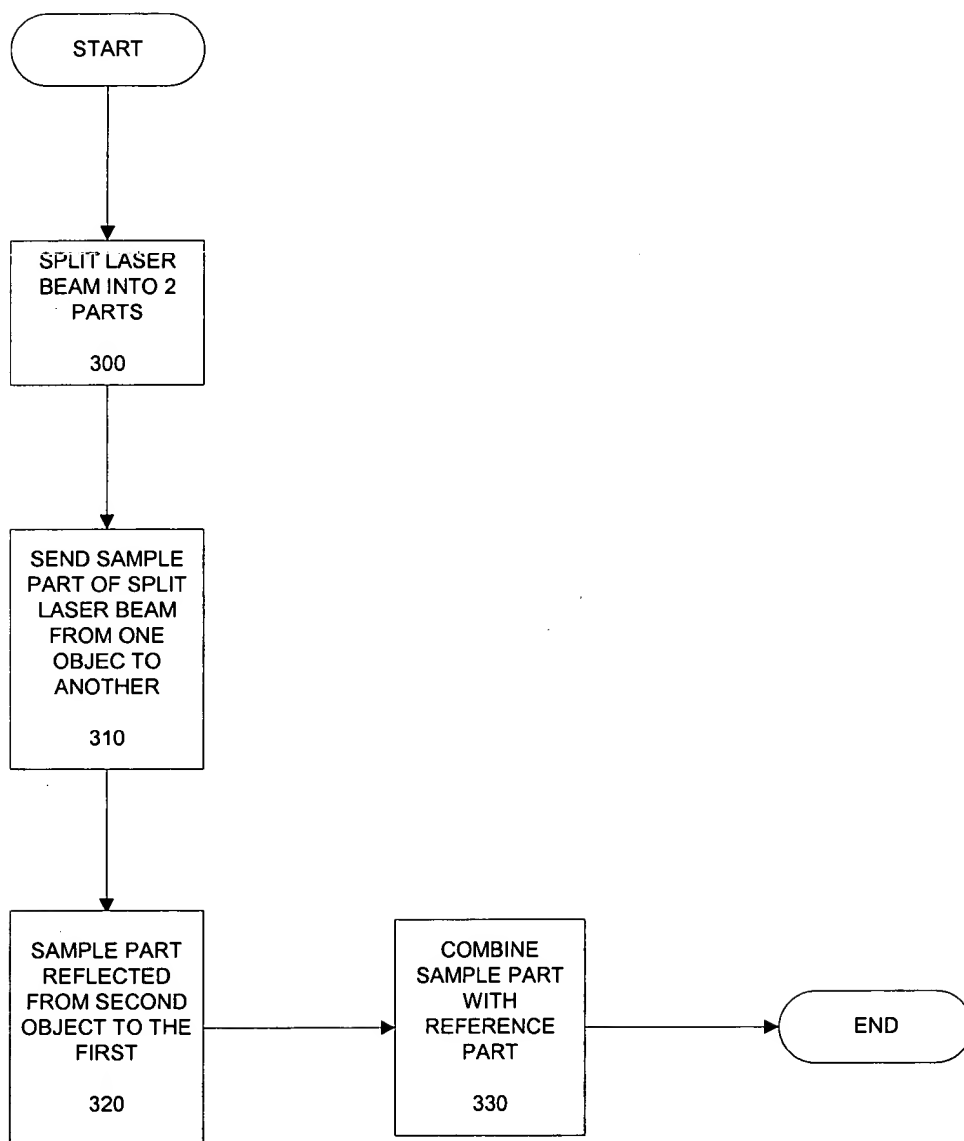 START
SPLIT LASER
BEAM INTO 2
PARTS
300
SEND SAMPLE
PART OF SPLIT
LASER BEAM
FROM ONE
OBJEC TO
ANOTHER
310
SAMPLE PART
REFLECTED
FROM SECOND
OBJECT TO THE
FIRST
320
COMBINE
SAMPLE PART
WITH
REFERENCE
PART
330
END